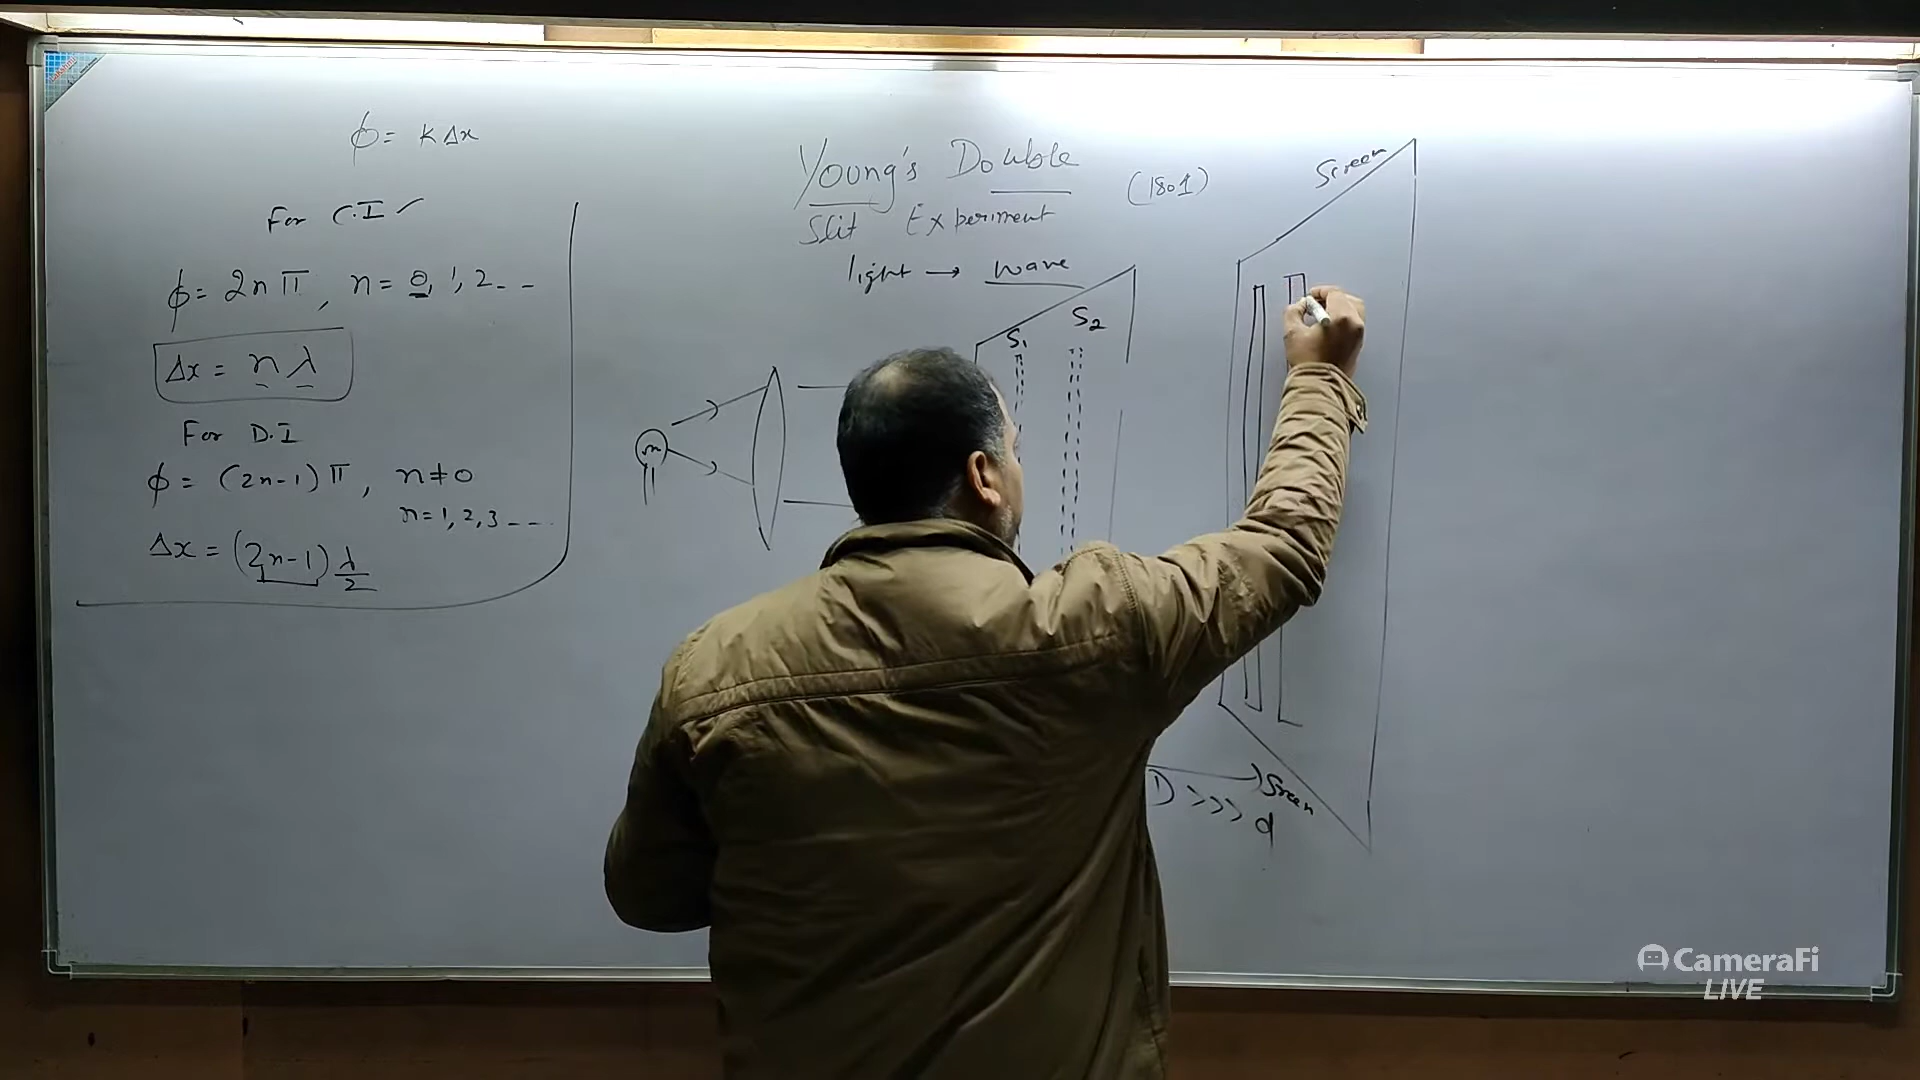 ϕ = K Δx
For C.I ✓
ϕ = 2nΠ, n = 0, 1, 2 - -
Δx = nλ
For D.I
ϕ = (2n-1)Π, n ≠ 0
n = 1, 2, 3 - - -
Δx = (2n-1) λ/2
Young's Double
Slit Experiment
(1801)
light → wave
S₁
S₂
Screen
Screen
D >>> d
CameraFi
LIVE